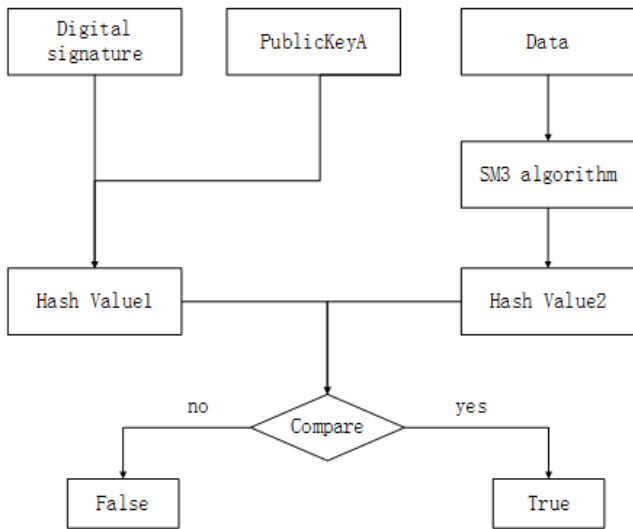 Digital
signature
PublicKeyA
Data
SM3 algorithm
Hash Value1
Hash Value2
no
yes
Compare
False
True